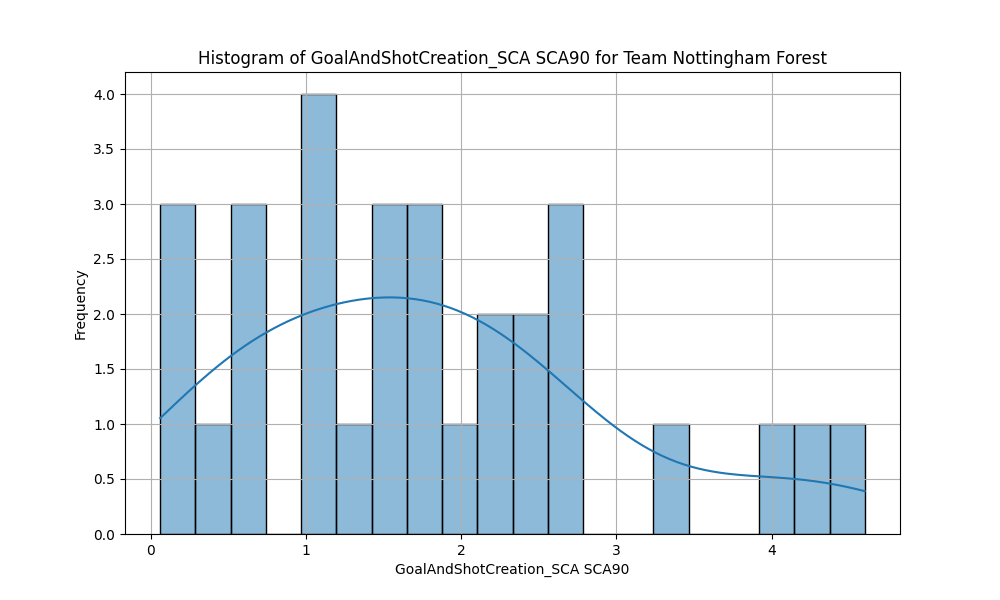 Histogram of GoalAndShotCreation_SCA SCA90 for Team Nottingham Forest
4.0
3.5
3.0
2.5
2.0
1.5
1.0
0.5
0.0
Frequency
0 1 2 3 4
GoalAndShotCreation_SCA SCA90